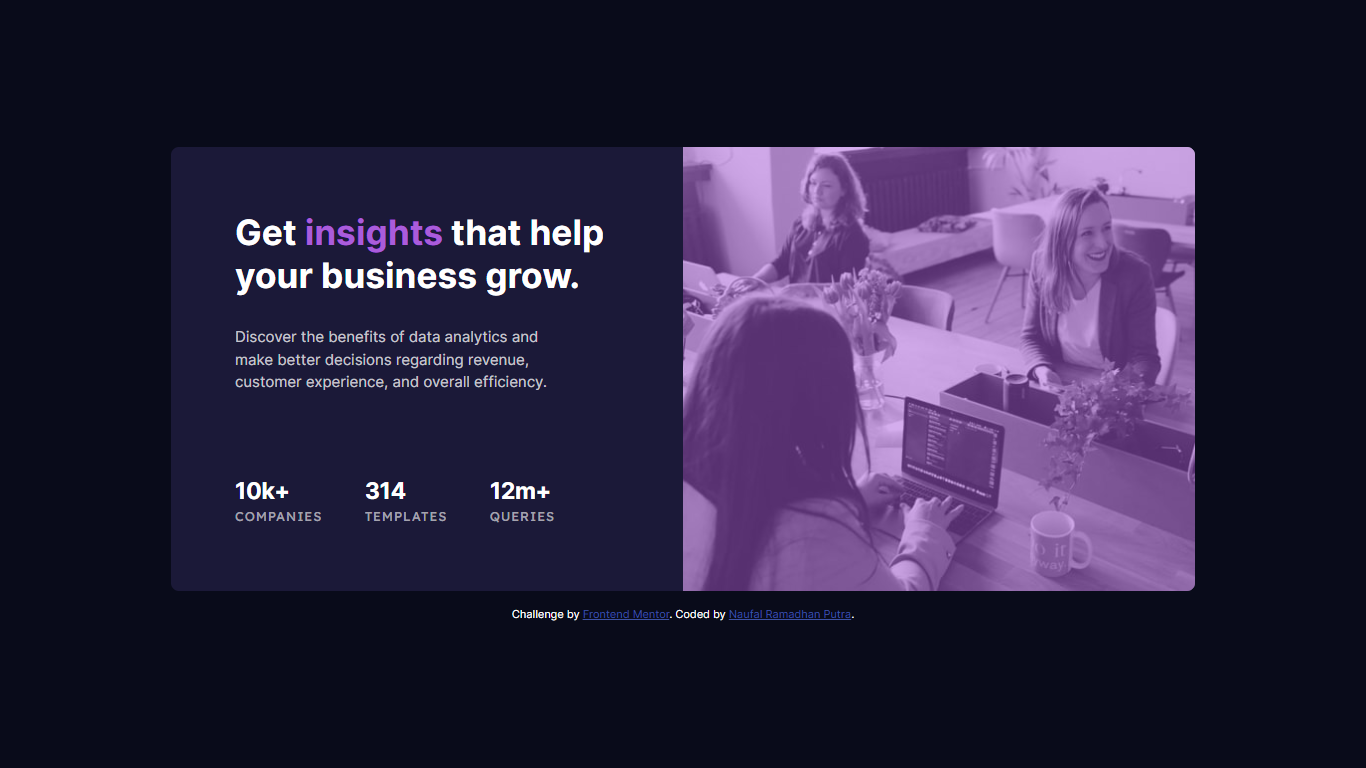 Get insights that help
your business grow.
Discover the benefits of data analytics and
make better decisions regarding revenue,
customer experience, and overall efficiency.
10k+ 314 12m+
COMPANIES TEMPLATES QUERIES
way.
Challenge by Frontend Mentor. Coded by Naufal Ramadhan Putra.